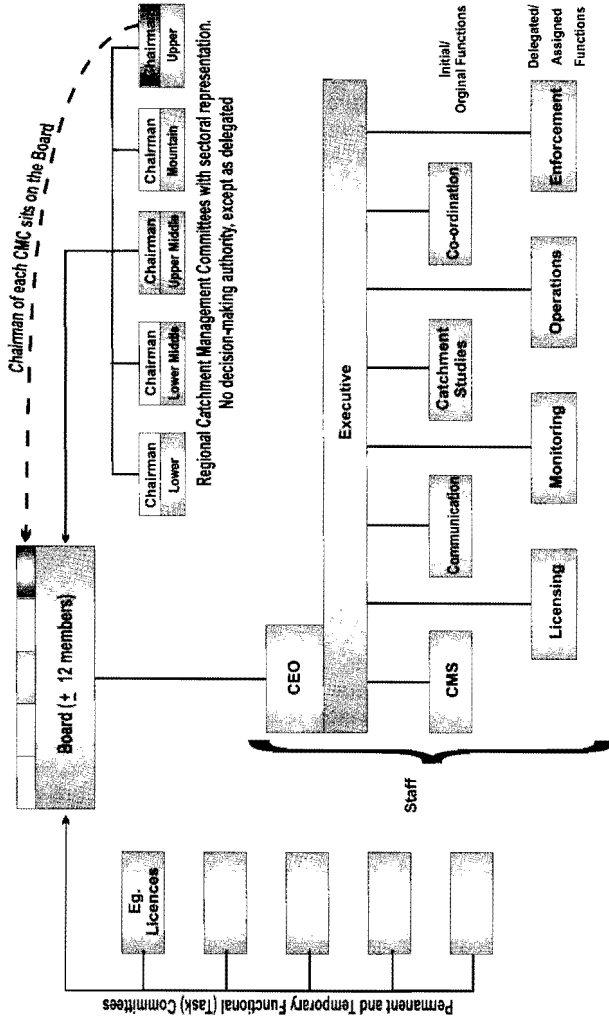 Chairman of each CMC sits on the Board
Board (± 12 members)
Chairman
Lower
Chairman
Lower Middle
Chairman
Upper Middle
Chairman
Mountain
Chairman
Upper
Regional Catchment Management Committees with sectoral representation.
No decision-making authority, except as delegated
Permanent and Temporary Functional (Task) Committees
Eg.
Licences
Staff
CEO
Executive
CMS
Communication
Catchment
Studies
Co-ordination
Initial/
Orginal Functions
Licensing
Monitoring
Operations
Enforcement
Delegated/
Assigned
Functions